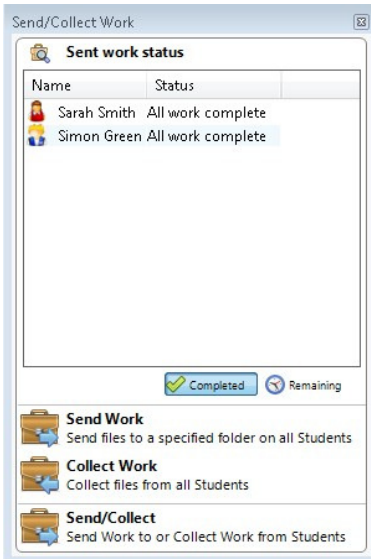 Send/Collect Work
Sent work status
Name Status
Sarah Smith All work complete
Simon Green All work complete
Completed Remaining
Send Work
Send files to a specified folder on all Students
Collect Work
Collect files from all Students
Send/Collect
Send Work to or Collect Work from Students